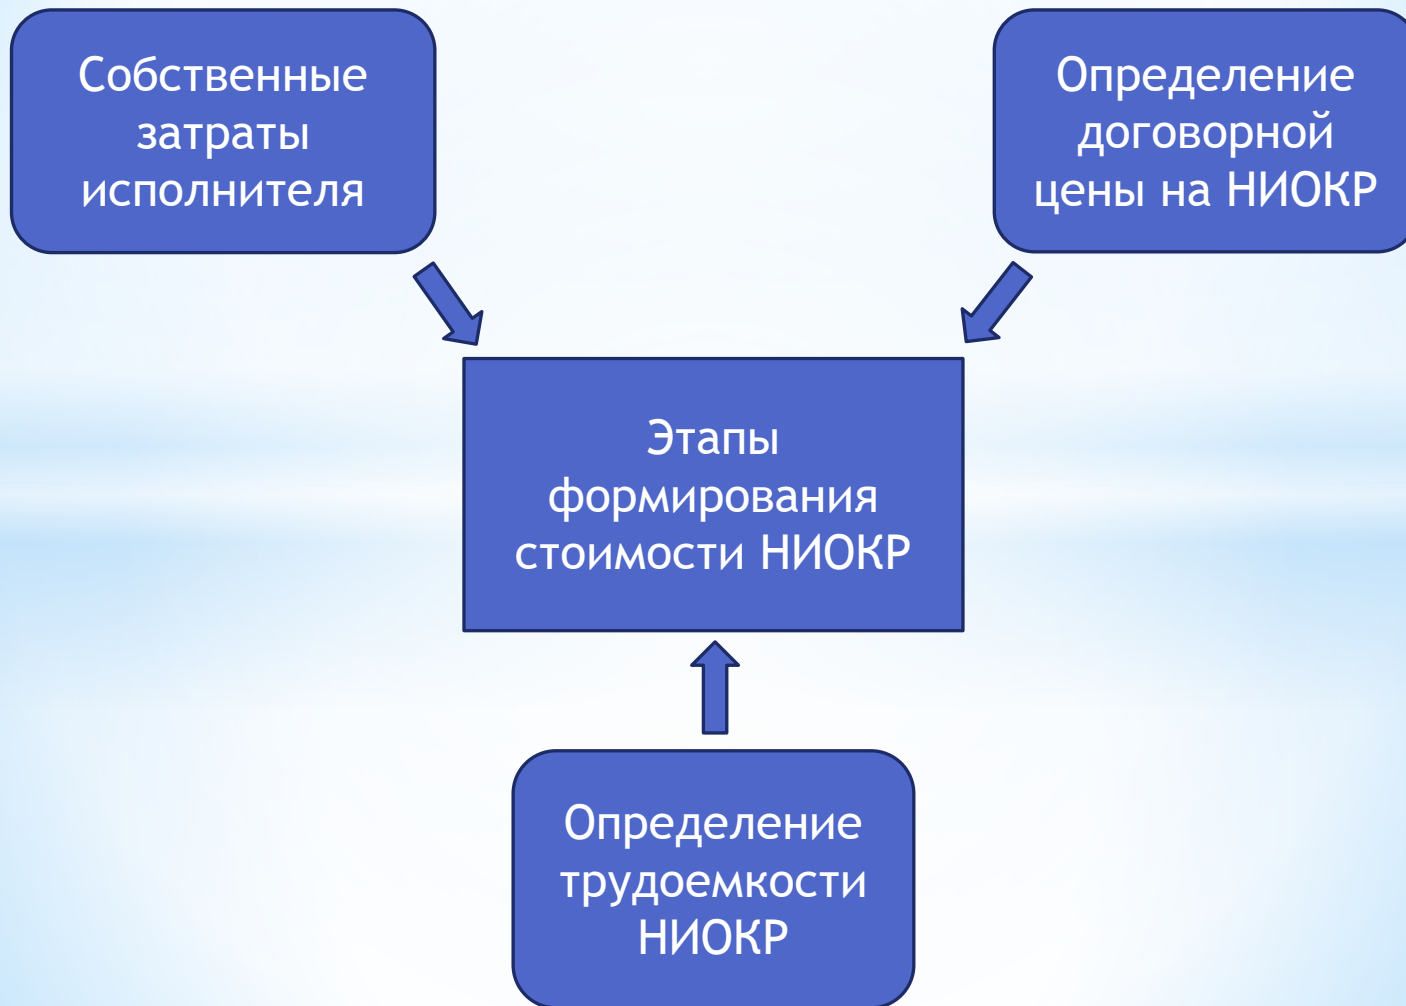 Собственные
затраты
исполнителя
Определение
договорной
цены на НИОКР
Этапы
формирования
стоимости НИОКР
Определение
трудоемкости
НИОКР